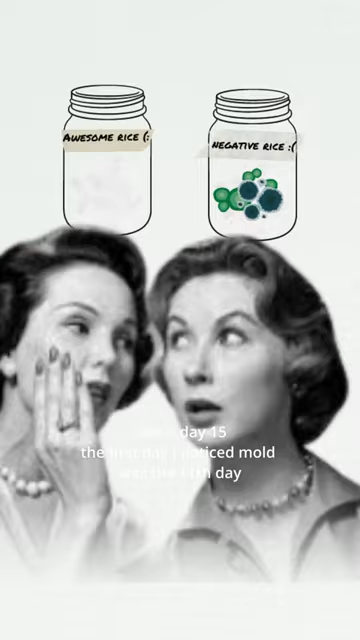 AWESOME RICE (:
NEGATIVE RICE :(
day 15
the first day I noticed mold
day